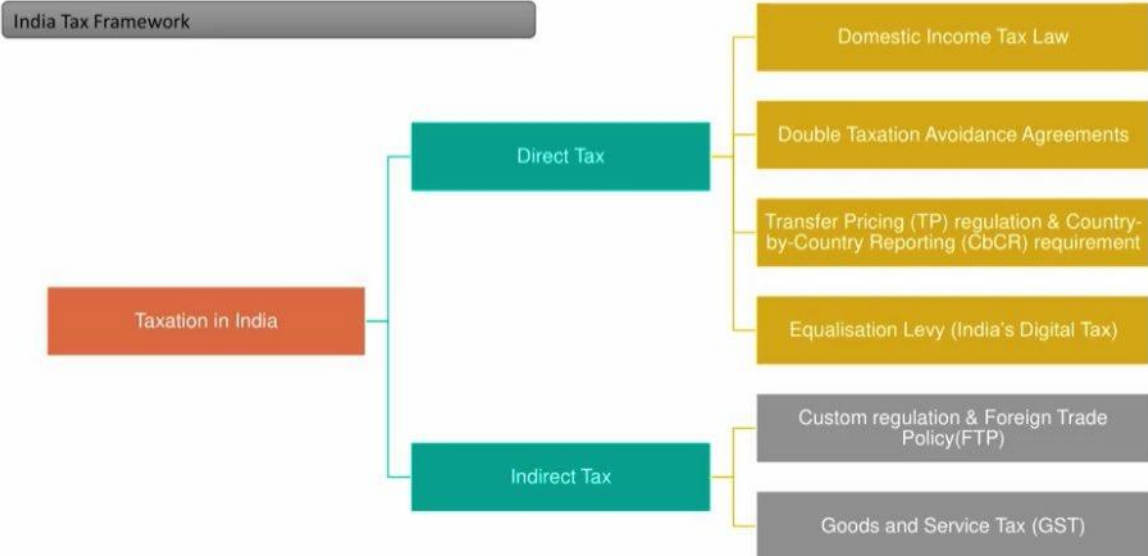 India Tax Framework
Domestic Income Tax Law
Double Taxation Avoidance Agreements
Direct Tax
Transfer Pricing (TP) regulation & Country-
by-Country Reporting (CbCR) requirement
Taxation in India
Equalisation Levy (India's Digital Tax)
Custom regulation & Foreign Trade
Policy(FTP)
Indirect Tax
Goods and Service Tax (GST)